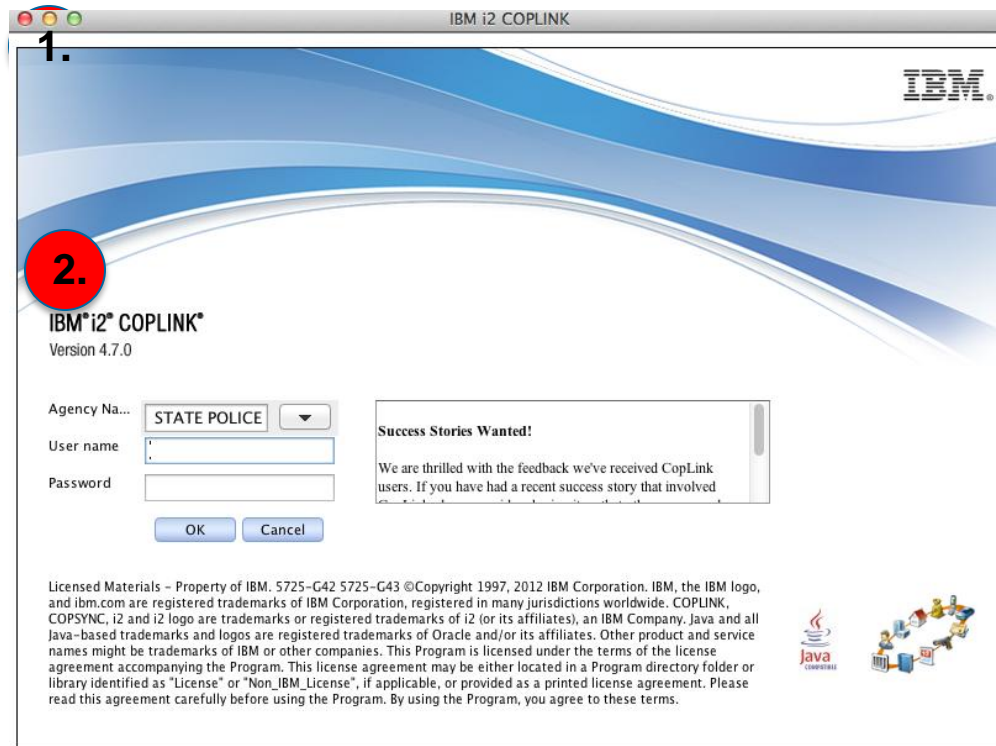 IBM i2 COPLINK
1.
IBM®
2.
IBM® i2® COPLINK®
Version 4.7.0
Agency Na...
STATE POLICE
User name
Password
OK
Cancel
Success Stories Wanted!
We are thrilled with the feedback we've received CopLink
users. If you have had a recent success story that involved
Licensed Materials – Property of IBM. 5725-G42 5725-G43 ©Copyright 1997, 2012 IBM Corporation. IBM, the IBM logo,
and ibm.com are registered trademarks of IBM Corporation, registered in many jurisdictions worldwide. COPLINK,
COPSYNC, i2 and i2 logo are trademarks or registered trademarks of i2 (or its affiliates), an IBM Company. Java and all
Java-based trademarks and logos are registered trademarks of Oracle and/or its affiliates. Other product and service
names might be trademarks of IBM or other companies. This Program is licensed under the terms of the license
agreement accompanying the Program. This license agreement may be either located in a Program directory folder or
library identified as "License" or "Non_IBM_License", if applicable, or provided as a printed license agreement. Please
read this agreement carefully before using the Program. By using the Program, you agree to these terms.
Java
COMPATIBLE